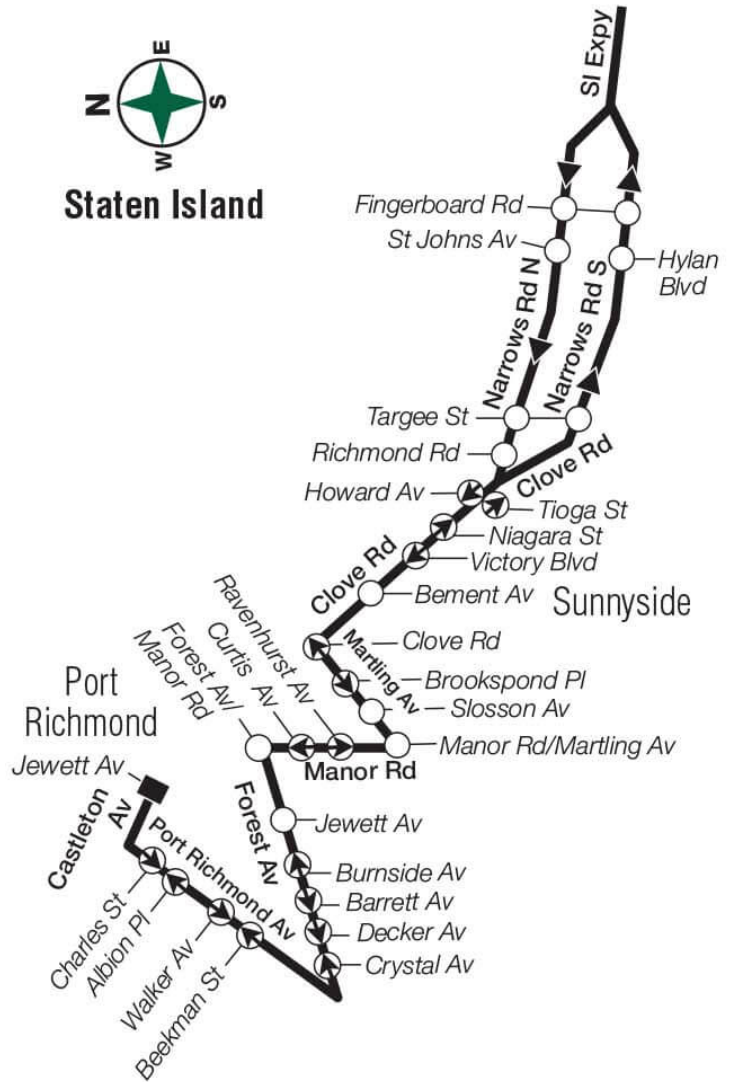 E
N
S
W
Staten Island
SI Expy
Fingerboard Rd
St Johns Av
Hylan
Blvd
Narrows Rd N
Narrows Rd S
Targee St
Richmond Rd
Clove Rd
Howard Av
Tioga St
Niagara St
Victory Blvd
Clove Rd
Bement Av
Sunnyside
Clove Rd
Martling Av
Brookspond Pl
Slosson Av
Manor Rd/Martling Av
Ravenhurst Av
Curtis Av
Forest Av/
Manor Rd
Manor Rd
Port
Richmond
Jewett Av
Castleton
Av
Port Richmond Av
Forest Av
Jewett Av
Burnside Av
Barrett Av
Decker Av
Crystal Av
Charles St
Albion Pl
Walker Av
Beekman St